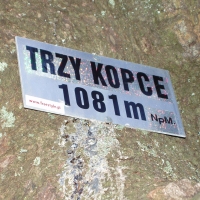 TRZY KOPCE
1081m NpM.